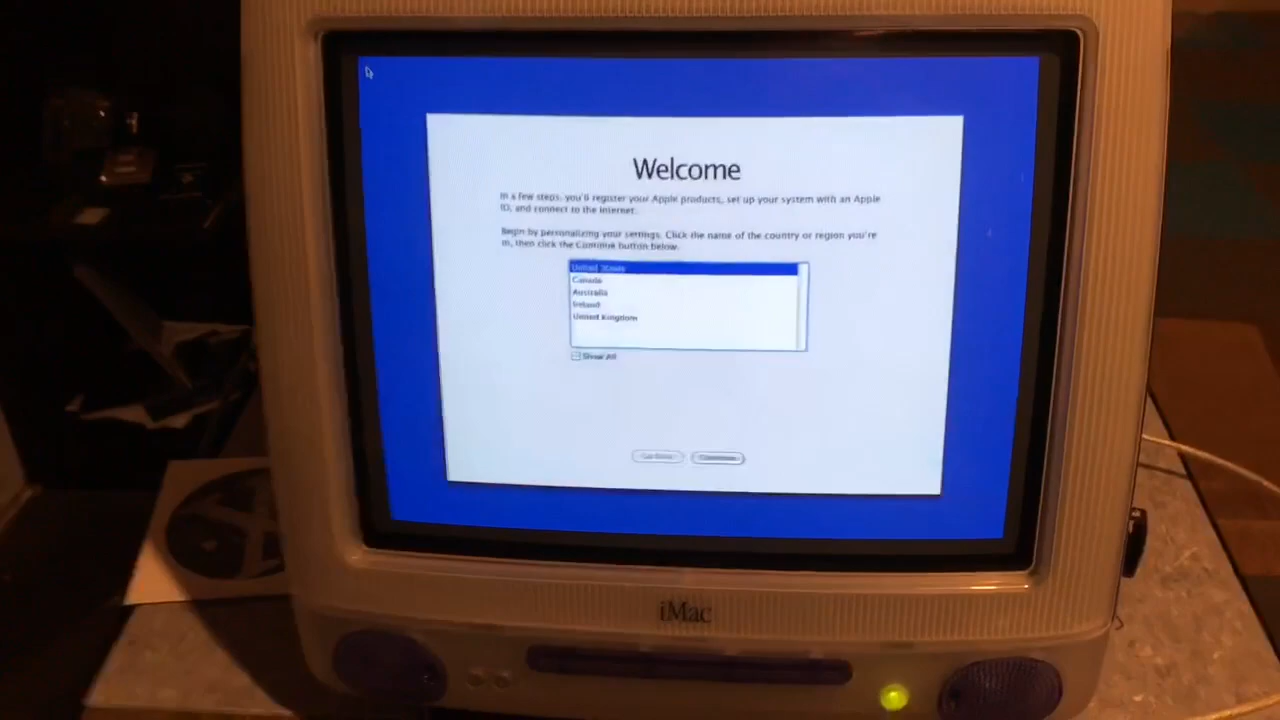 Welcome
In a few steps, you'll register your Apple products, set up your system with an Apple
ID, and connect to the Internet.
Begin by personalizing your settings. Click the name of the country or region you're
in, then click the Continue button below.
United States
Canada
Australia
Ireland
United Kingdom
Show All
Go Back Continue
iMac